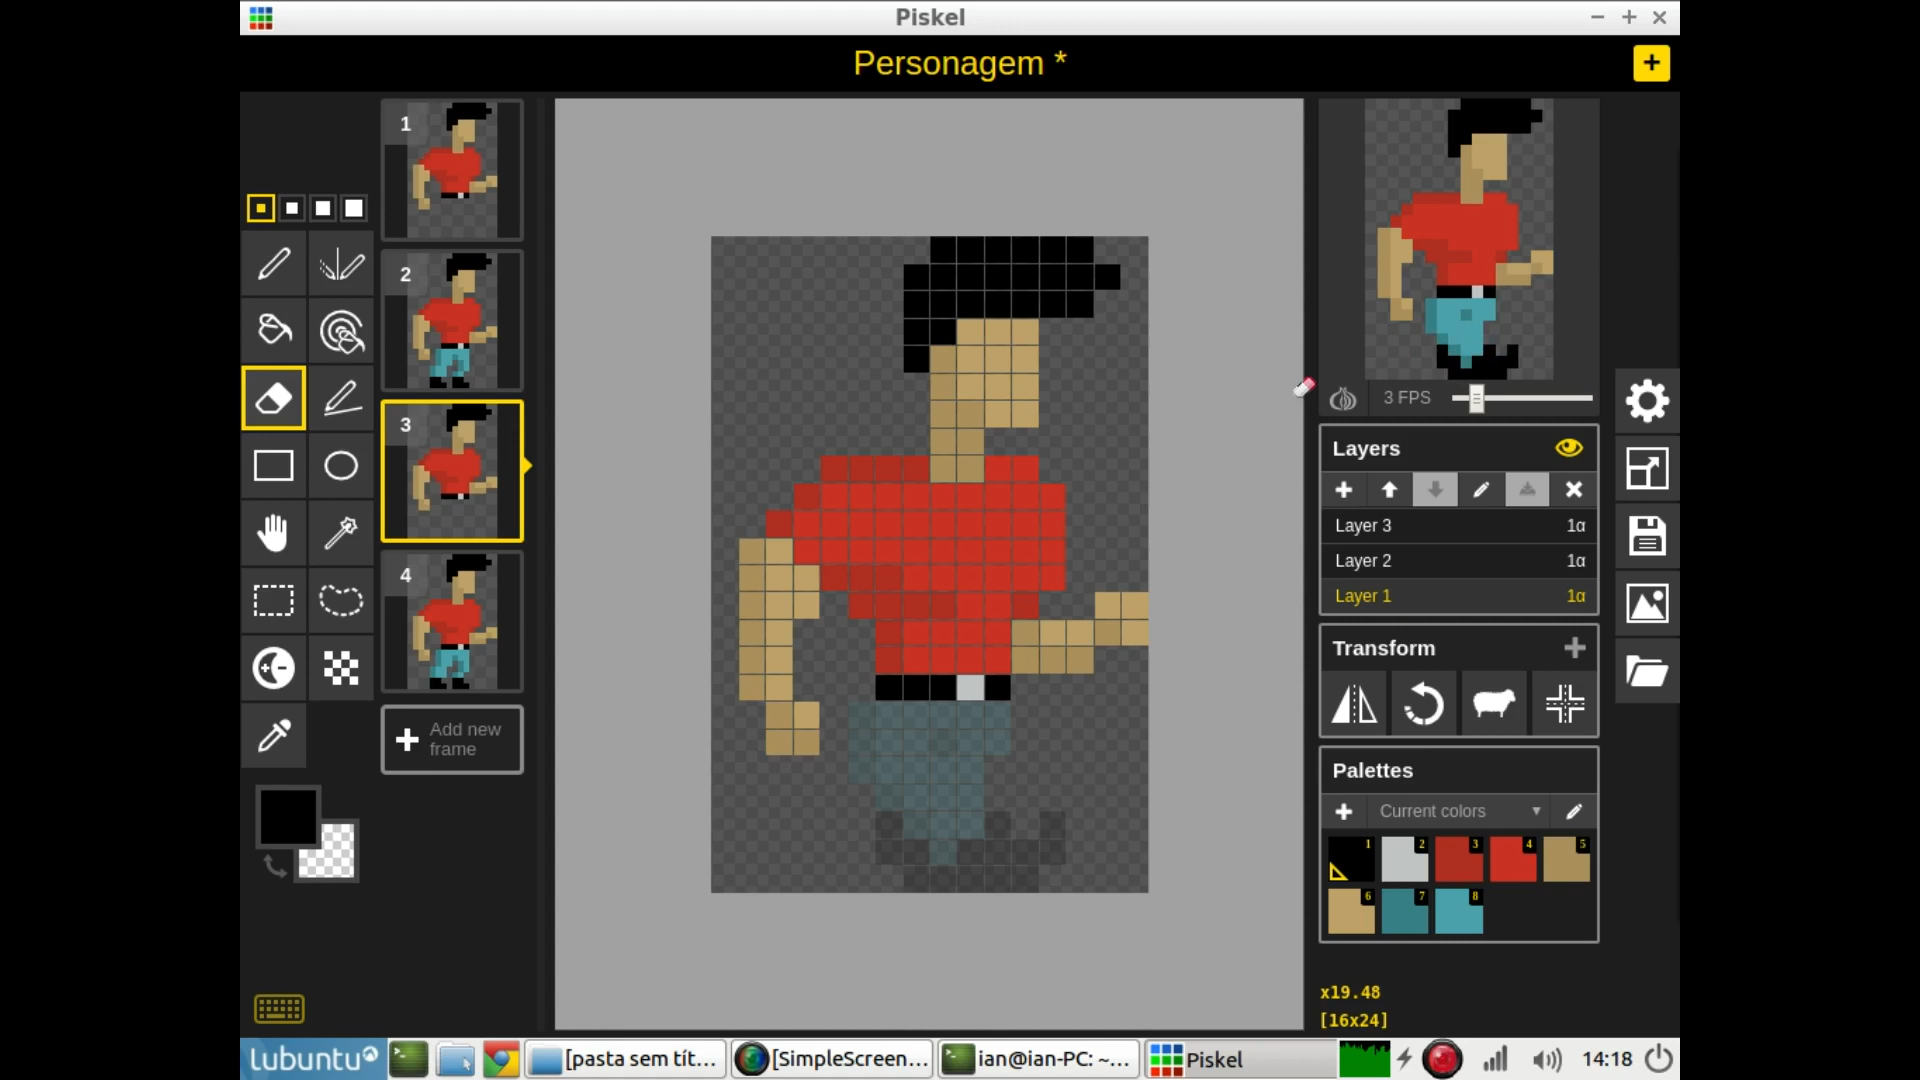 Piskel
Personagem *
1
2
3
4
Add new
frame
3 FPS
Layers
Layer 3 1α
Layer 2 1α
Layer 1 1α
Transform
Palettes
Current colors
1 2 3 4 5
6 7 8
x19.48
[16x24]
lubuntu
[pasta sem tít...
[SimpleScreen...
ian@ian-PC: ~...
Piskel
14:18